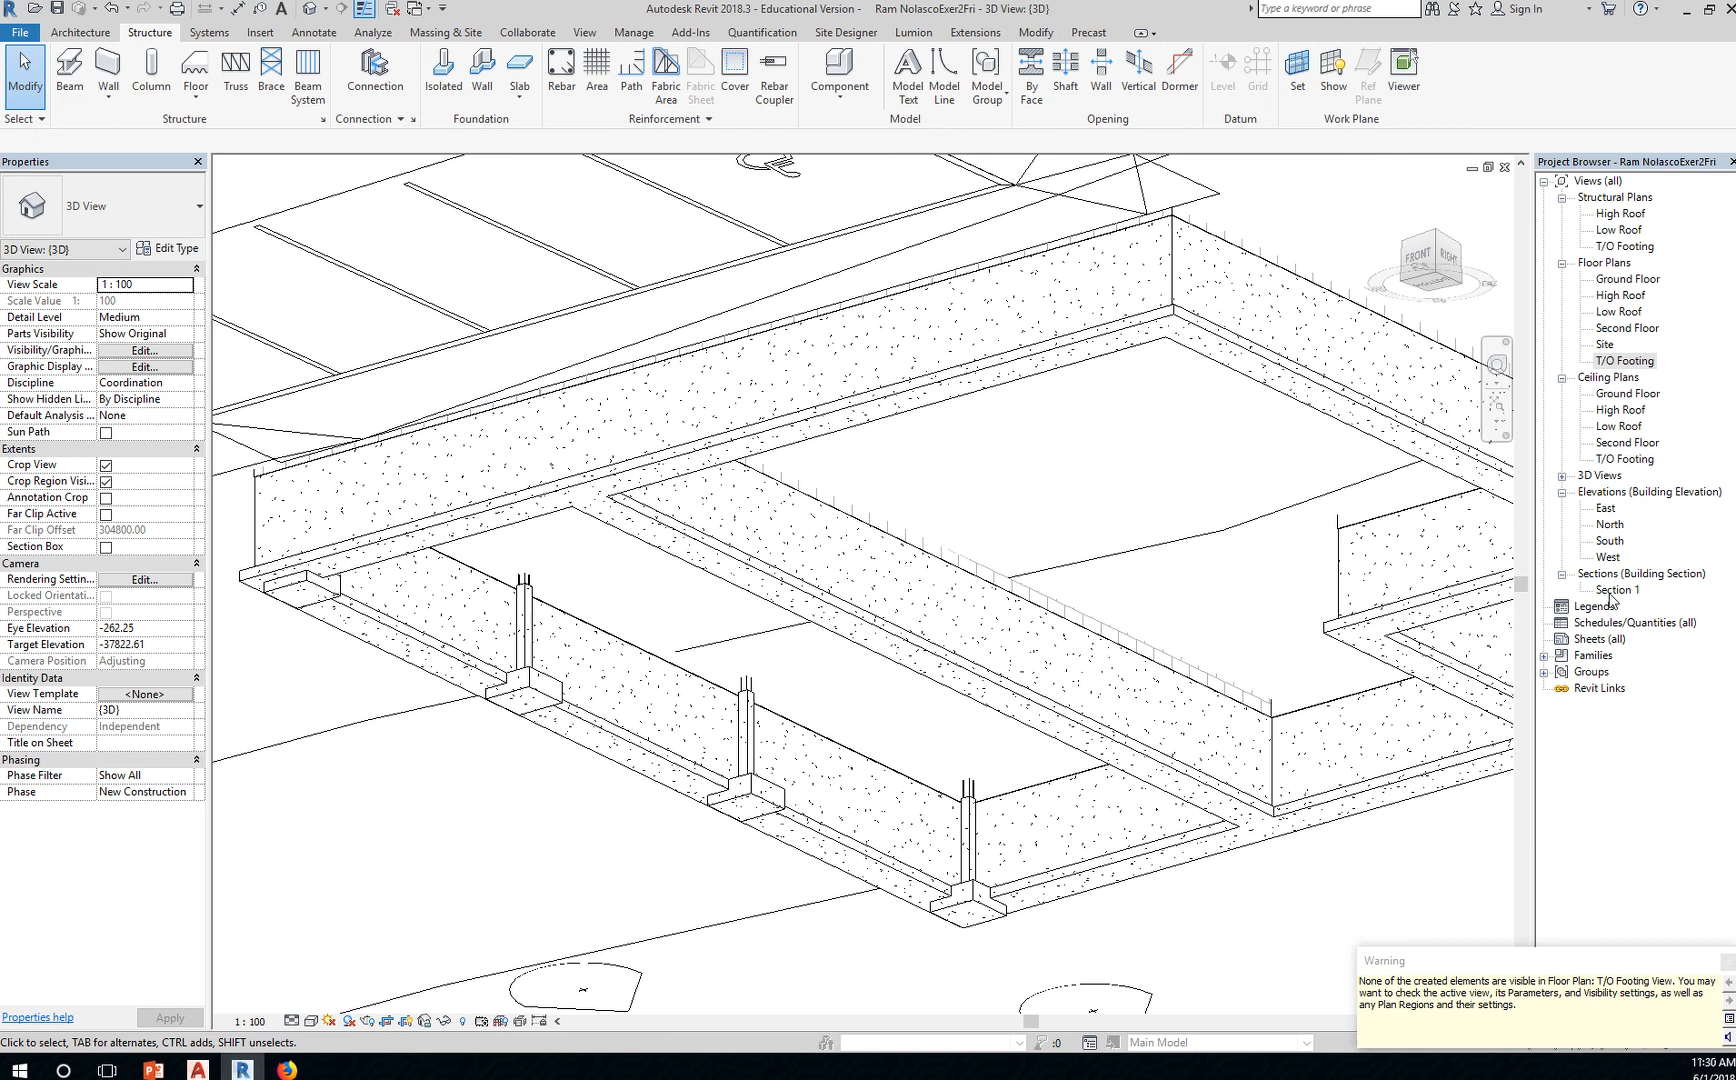 Autodesk Revit 2018.3 - Educational Version -    Ram NolascoExer2Fri - 3D View: {3D}
Type a keyword or phrase
Sign In
File Architecture Structure Systems Insert Annotate Analyze Massing & Site Collaborate View Manage Add-Ins Quantification Site Designer Lumion Extensions Modify Precast
Modify Beam Wall Column Floor Truss Brace Beam System Connection Isolated Wall Slab Rebar Area Path Fabric Area Fabric Sheet Cover Rebar Coupler Component Model Text Model Line Model Group By Face Shaft Wall Vertical Dormer Level Grid Set Show Ref Plane Viewer
Select Structure Connection Foundation Reinforcement Model Opening Datum Work Plane
Properties
3D View
3D View: {3D} Edit Type
Graphics
View Scale 1 : 100
Scale Value 1: 100
Detail Level Medium
Parts Visibility Show Original
Visibility/Graphi... Edit...
Graphic Display ... Edit...
Discipline Coordination
Show Hidden Li... By Discipline
Default Analysis ... None
Sun Path
Extents
Crop View
Crop Region Visi...
Annotation Crop
Far Clip Active
Far Clip Offset 304800.00
Section Box
Camera
Rendering Settin... Edit...
Locked Orientati...
Perspective
Eye Elevation -262.25
Target Elevation -37822.61
Camera Position Adjusting
Identity Data
View Template <None>
View Name {3D}
Dependency Independent
Title on Sheet
Phasing
Phase Filter Show All
Phase New Construction
Properties help Apply
FRONT RIGHT
Project Browser - Ram NolascoExer2Fri
Views (all)
Structural Plans
High Roof
Low Roof
T/O Footing
Floor Plans
Ground Floor
High Roof
Low Roof
Second Floor
Site
T/O Footing
Ceiling Plans
Ground Floor
High Roof
Low Roof
Second Floor
T/O Footing
3D Views
Elevations (Building Elevation)
East
North
South
West
Sections (Building Section)
Section 1
Legends
Schedules/Quantities (all)
Sheets (all)
Families
Groups
Revit Links
Warning
None of the created elements are visible in Floor Plan: T/O Footing View. You may
want to check the active view, its Parameters, and Visibility settings, as well as
any Plan Regions and their settings.
1 : 100
Click to select, TAB for alternates, CTRL adds, SHIFT unselects. :0 Main Model
11:30 AM
6/1/2018